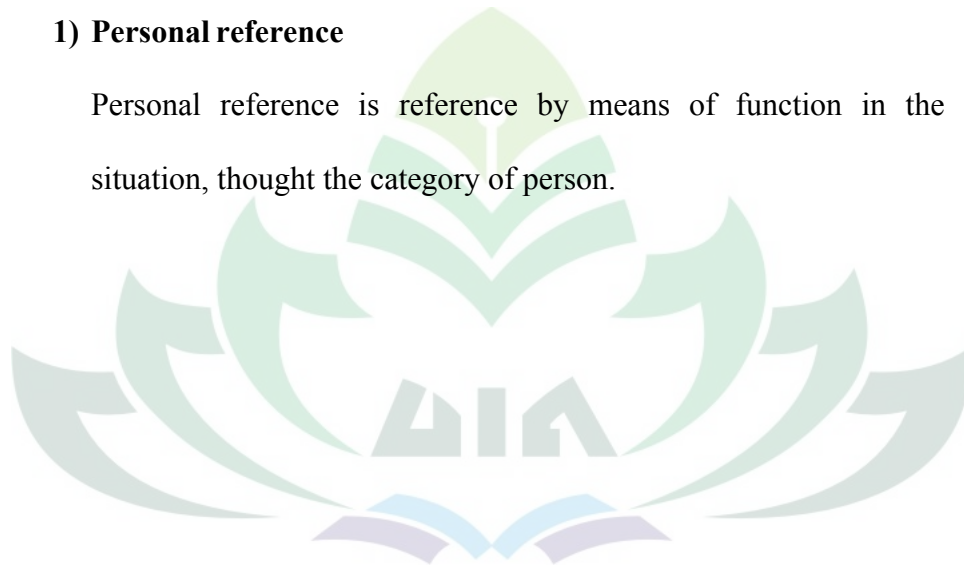 1) Personal reference
Personal reference is reference by means of function in the
situation, thought the category of person.
UIN